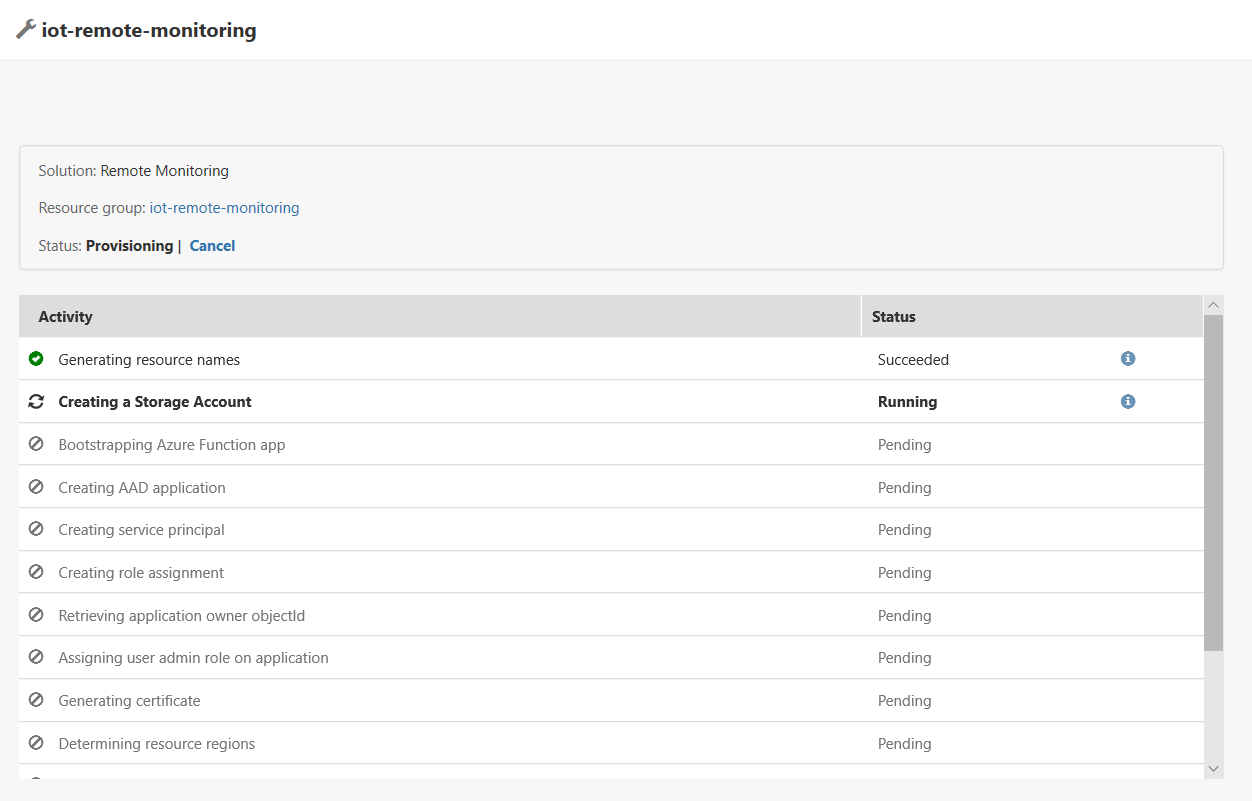 iot-remote-monitoring
Solution: Remote Monitoring
Resource group: iot-remote-monitoring
Status: Provisioning | Cancel
Activity Status
Generating resource names Succeeded
Creating a Storage Account Running
Bootstrapping Azure Function app Pending
Creating AAD application Pending
Creating service principal Pending
Creating role assignment Pending
Retrieving application owner objectId Pending
Assigning user admin role on application Pending
Generating certificate Pending
Determining resource regions Pending